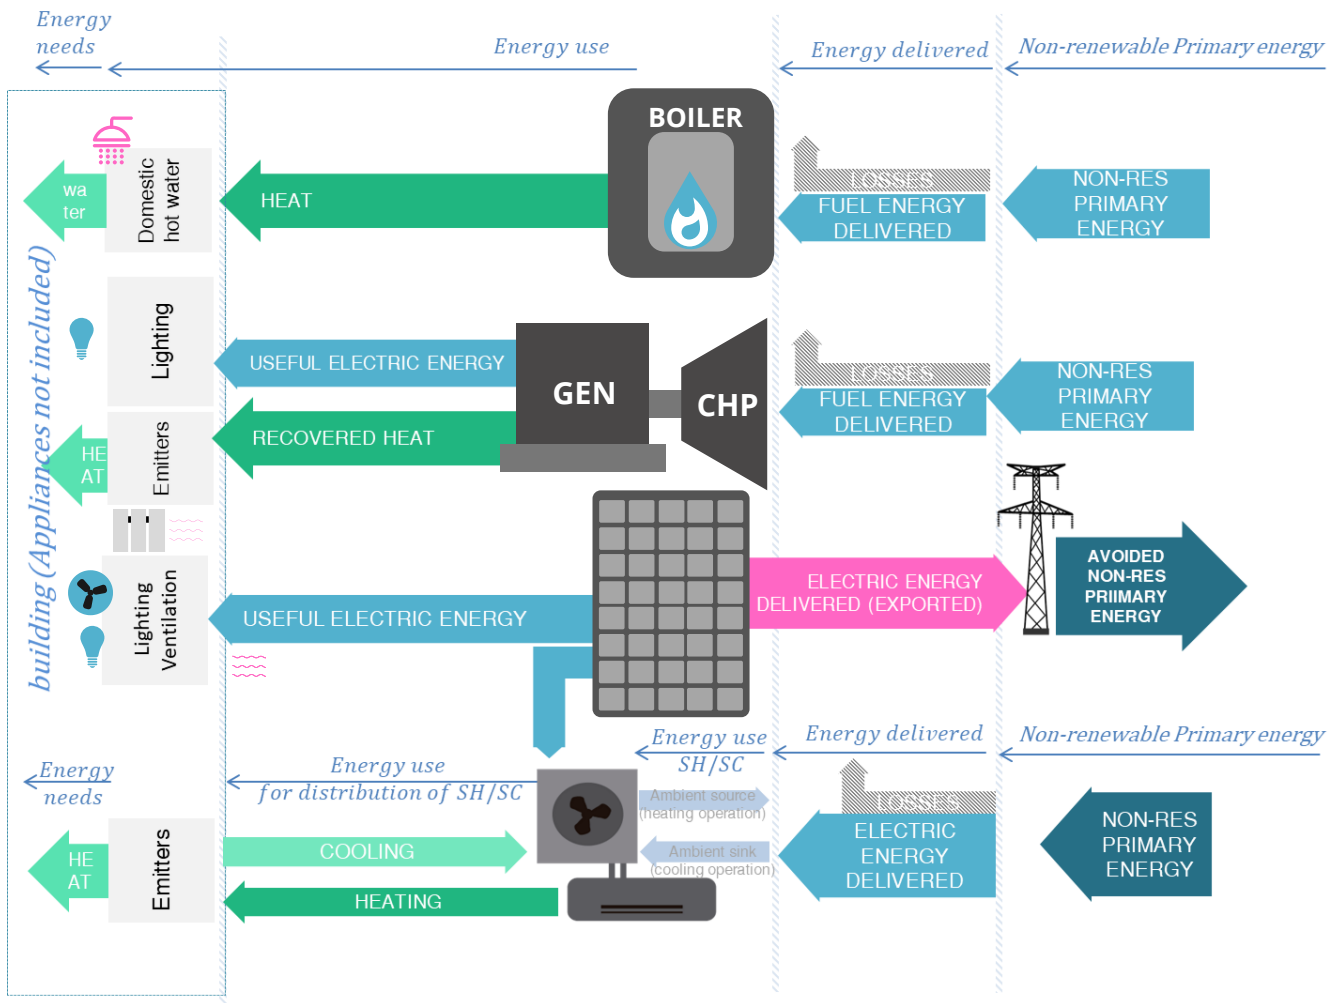 Energy
needs
Energy use
Energy delivered
Non-renewable Primary energy
BOILER
wa
ter
Domestic
hot water
HEAT
LOSSES
FUEL ENERGY
DELIVERED
NON-RES
PRIMARY
ENERGY
building (Appliances not included)
Lighting
USEFUL ELECTRIC ENERGY
GEN
CHP
LOSSES
FUEL ENERGY
DELIVERED
NON-RES
PRIMARY
ENERGY
HE
AT
Emitters
RECOVERED HEAT
Lighting
Ventilation
USEFUL ELECTRIC ENERGY
ELECTRIC ENERGY
DELIVERED (EXPORTED)
AVOIDED
NON-RES
PRIIMARY
ENERGY
Energy
needs
Energy use
for distribution of SH/SC
Energy use
SH/SC
Energy delivered
Non-renewable Primary energy
HE
AT
Emitters
COOLING
HEATING
Ambient source
(heating operation)
Ambient sink
(cooling operation)
LOSSES
ELECTRIC
ENERGY
DELIVERED
NON-RES
PRIMARY
ENERGY